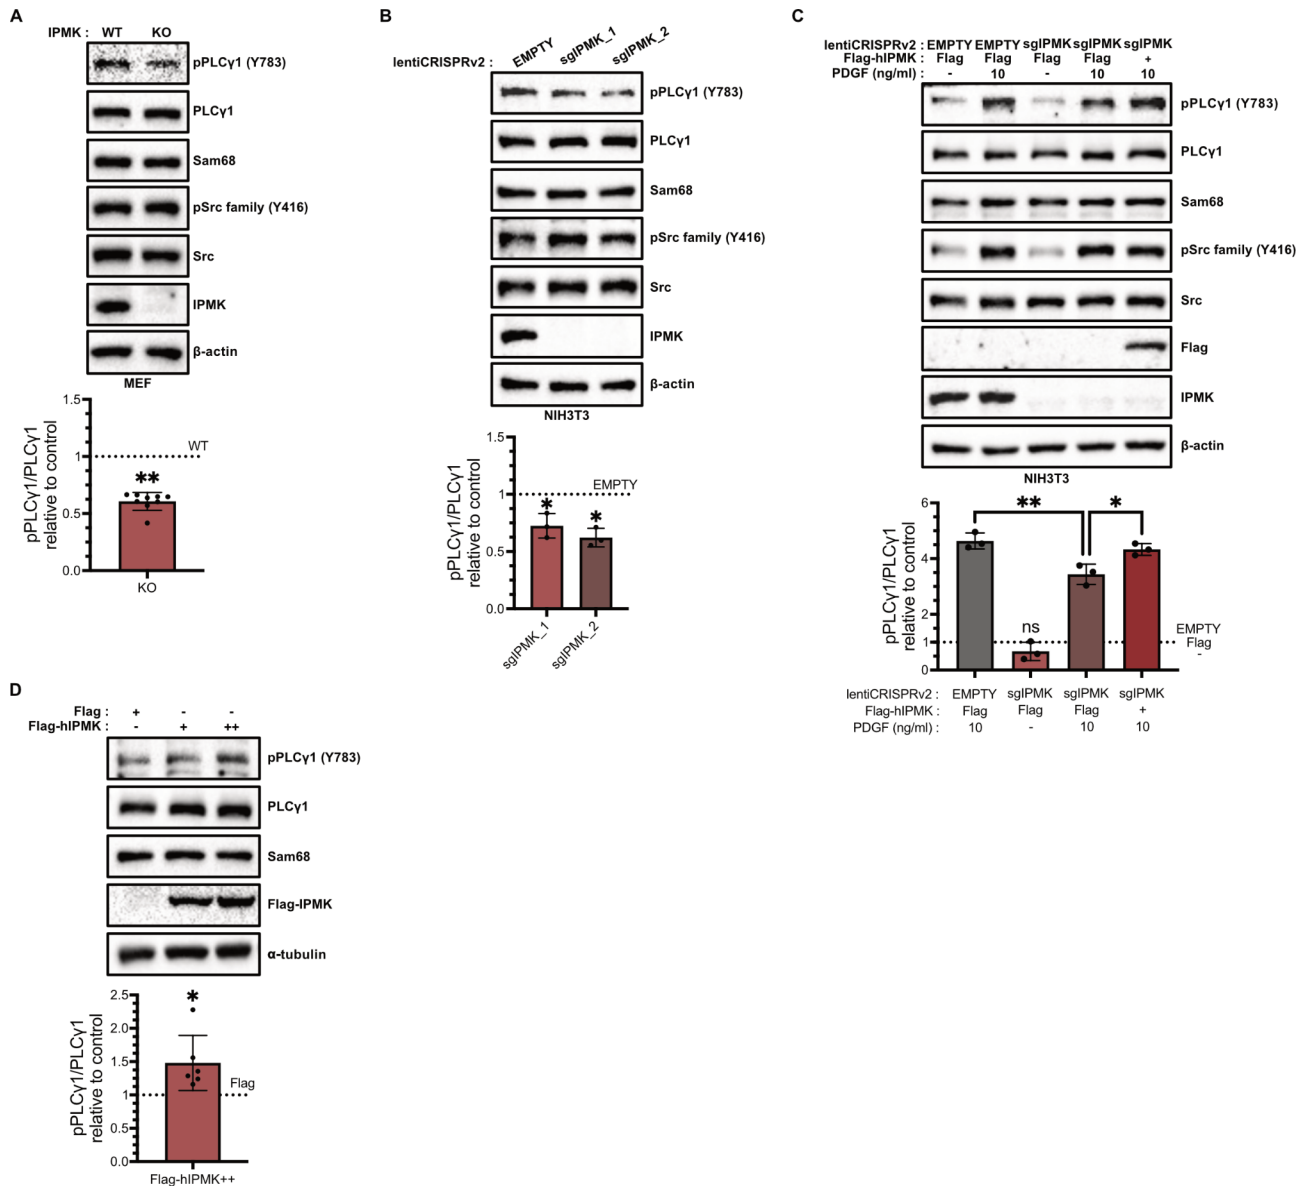 A
IPMK : WT KO
pPLCγ1 (Y783)
PLCγ1
Sam68
pSrc family (Y416)
Src
IPMK
β-actin
MEF
1.5
1.0
0.5
0.0
pPLCγ1/PLCγ1
relative to control
WT
**
KO
B
lentiCRISPRv2 : EMPTY sgIPMK_1 sgIPMK_2
pPLCγ1 (Y783)
PLCγ1
Sam68
pSrc family (Y416)
Src
IPMK
β-actin
NIH3T3
1.5
1
0.5
0.0
pPLCγ1/PLCγ1
relative to control
EMPTY
* *
sgIPMK_1 sgIPMK_2
C
lentiCRISPRv2 : EMPTY EMPTY sgIPMK sgIPMK sgIPMK
Flag-hIPMK : Flag Flag Flag Flag +
PDGF (ng/ml) : - 10 - 10 10
pPLCγ1 (Y783)
PLCγ1
Sam68
pSrc family (Y416)
Src
Flag
IPMK
β-actin
NIH3T3
6
4
2
1
0
pPLCγ1/PLCγ1
relative to control
** *
ns
EMPTY
Flag
-
lentiCRISPRv2 : EMPTY sgIPMK sgIPMK sgIPMK
Flag-hIPMK : Flag Flag Flag +
PDGF (ng/ml) : 10 - 10 10
D
Flag : + - -
Flag-hIPMK : - + ++
pPLCγ1 (Y783)
PLCγ1
Sam68
Flag-IPMK
α-tubulin
2.5
2.0
1.5
1
0.5
0.0
pPLCγ1/PLCγ1
relative to control
*
Flag
Flag-hIPMK++